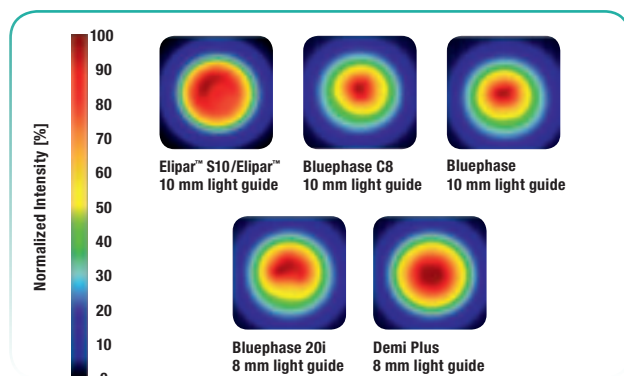 Normalized Intensity [%]
100
90
80
70
60
50
40
30
20
10
Elipar™ S10/Elipar™
10 mm light guide
Bluephase C8
10 mm light guide
Bluephase
10 mm light guide
Bluephase 20i
8 mm light guide
Demi Plus
8 mm light guide